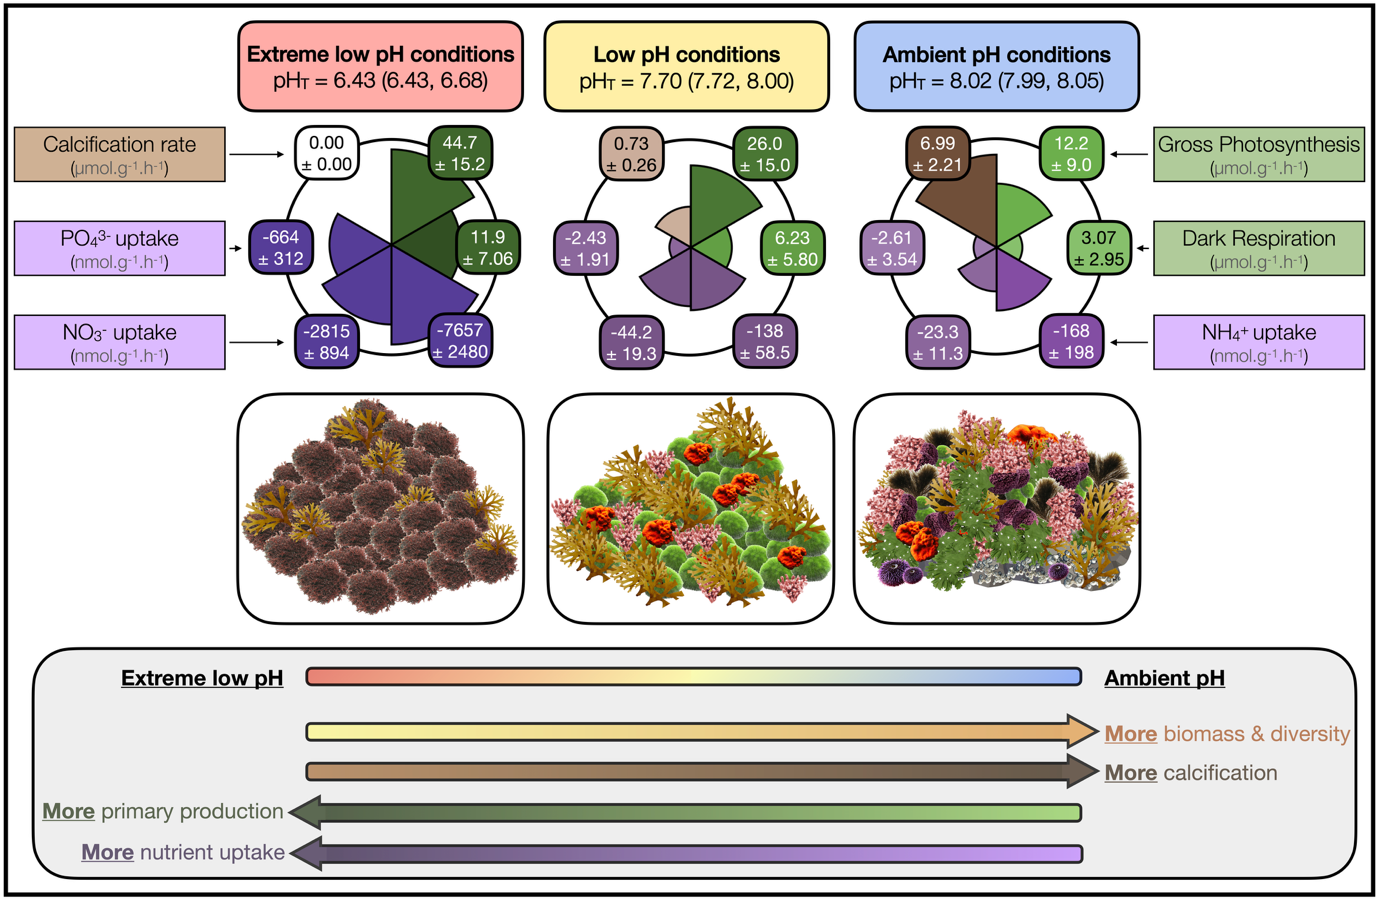 Extreme low pH conditions
pHT = 6.43 (6.43, 6.68)
Low pH conditions
pHT = 7.70 (7.72, 8.00)
Ambient pH conditions
pHT = 8.02 (7.99, 8.05)
Calcification rate
(µmol.g-1.h-1)
PO43- uptake
(nmol.g-1.h-1)
NO3- uptake
(nmol.g-1.h-1)
0.00
± 0.00
44.7
± 15.2
-664
± 312
11.9
± 7.06
-2815
± 894
-7657
± 2480
0.73
± 0.26
26.0
± 15.0
-2.43
± 1.91
6.23
± 5.80
-44.2
± 19.3
-138
± 58.5
6.99
± 2.21
12.2
± 9.0
-2.61
± 3.54
3.07
± 2.95
-23.3
± 11.3
-168
± 198
Gross Photosynthesis
(µmol.g-1.h-1)
Dark Respiration
(µmol.g-1.h-1)
NH4+ uptake
(nmol.g-1.h-1)
Extreme low pH
Ambient pH
More biomass & diversity
More calcification
More primary production
More nutrient uptake